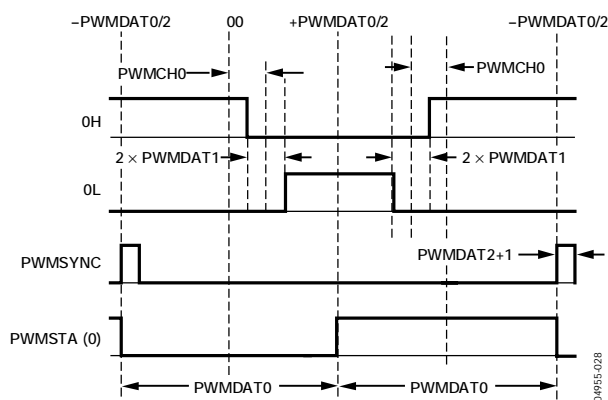 −PWMDAT0/2 00 +PWMDAT0/2 −PWMDAT0/2
PWMCH0 PWMCH0
0H
2 × PWMDAT1 2 × PWMDAT1
0L
PWMSYNC PWMDAT2+1
PWMSTA (0)
PWMDAT0 PWMDAT0
04955-028